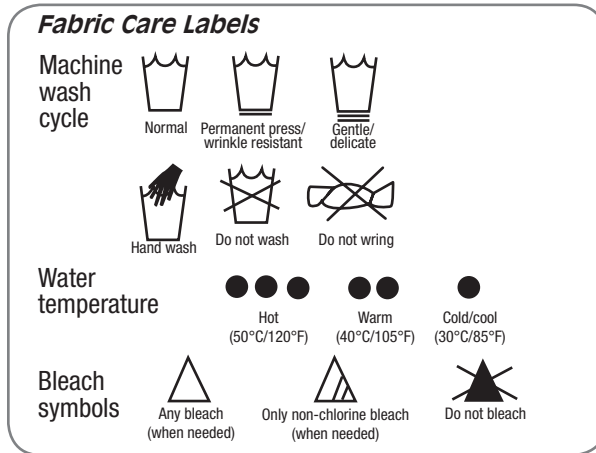 Fabric Care Labels
Machine
wash
cycle
Normal
Permanent press/
wrinkle resistant
Gentle/
delicate
Hand wash
Do not wash
Do not wring
Water
temperature
Hot
(50°C/120°F)
Warm
(40°C/105°F)
Cold/cool
(30°C/85°F)
Bleach
symbols
Any bleach
(when needed)
Only non-chlorine bleach
(when needed)
Do not bleach